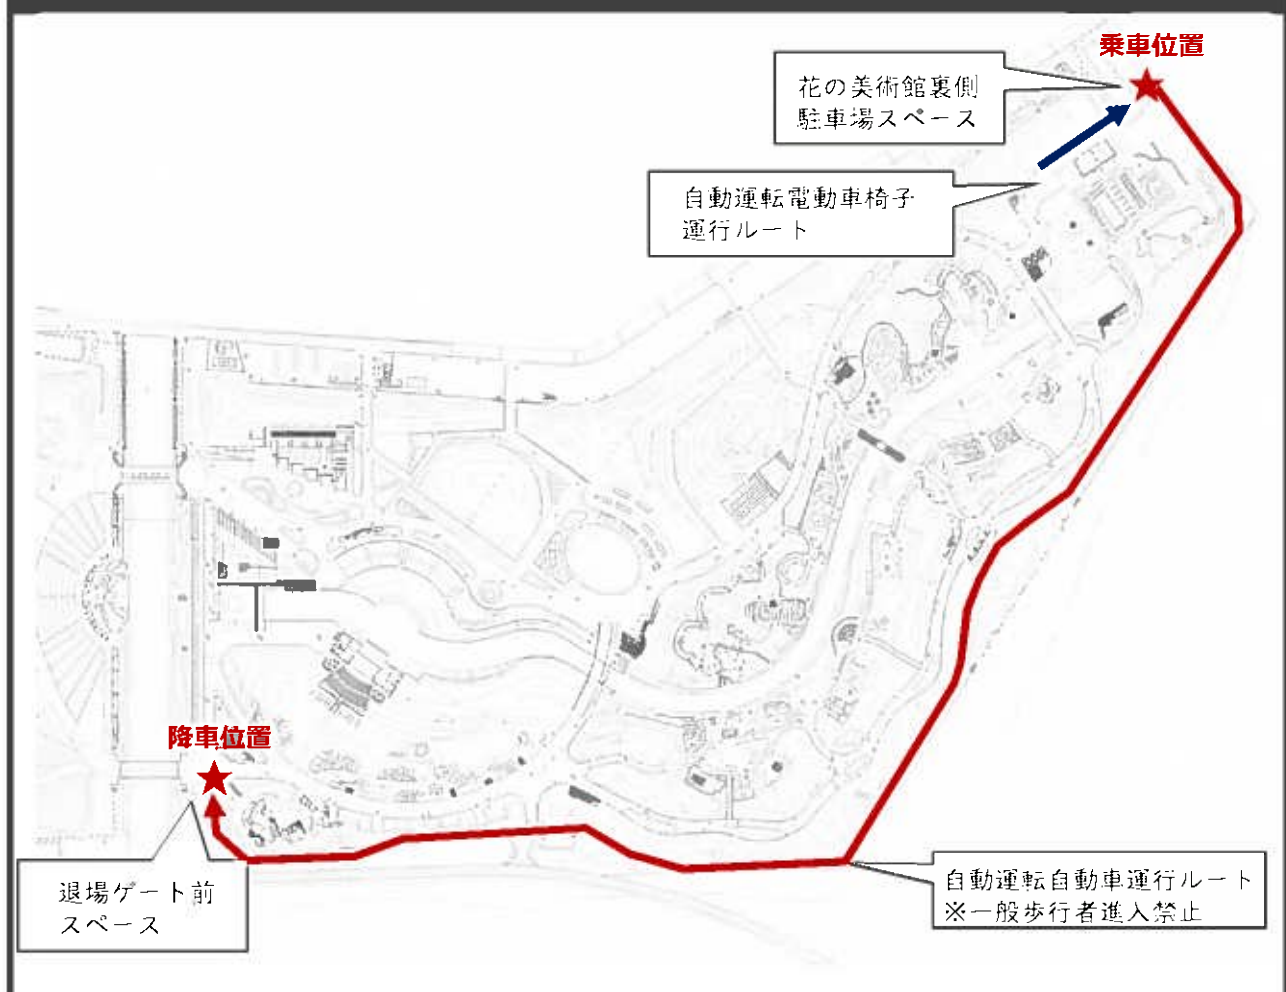 乗車位置
花の美術館裏側
駐車場スペース
自動運転電動車椅子
運行ルート
降車位置
退場ゲート前
スペース
自動運転自動車運行ルート
※一般歩行者進入禁止